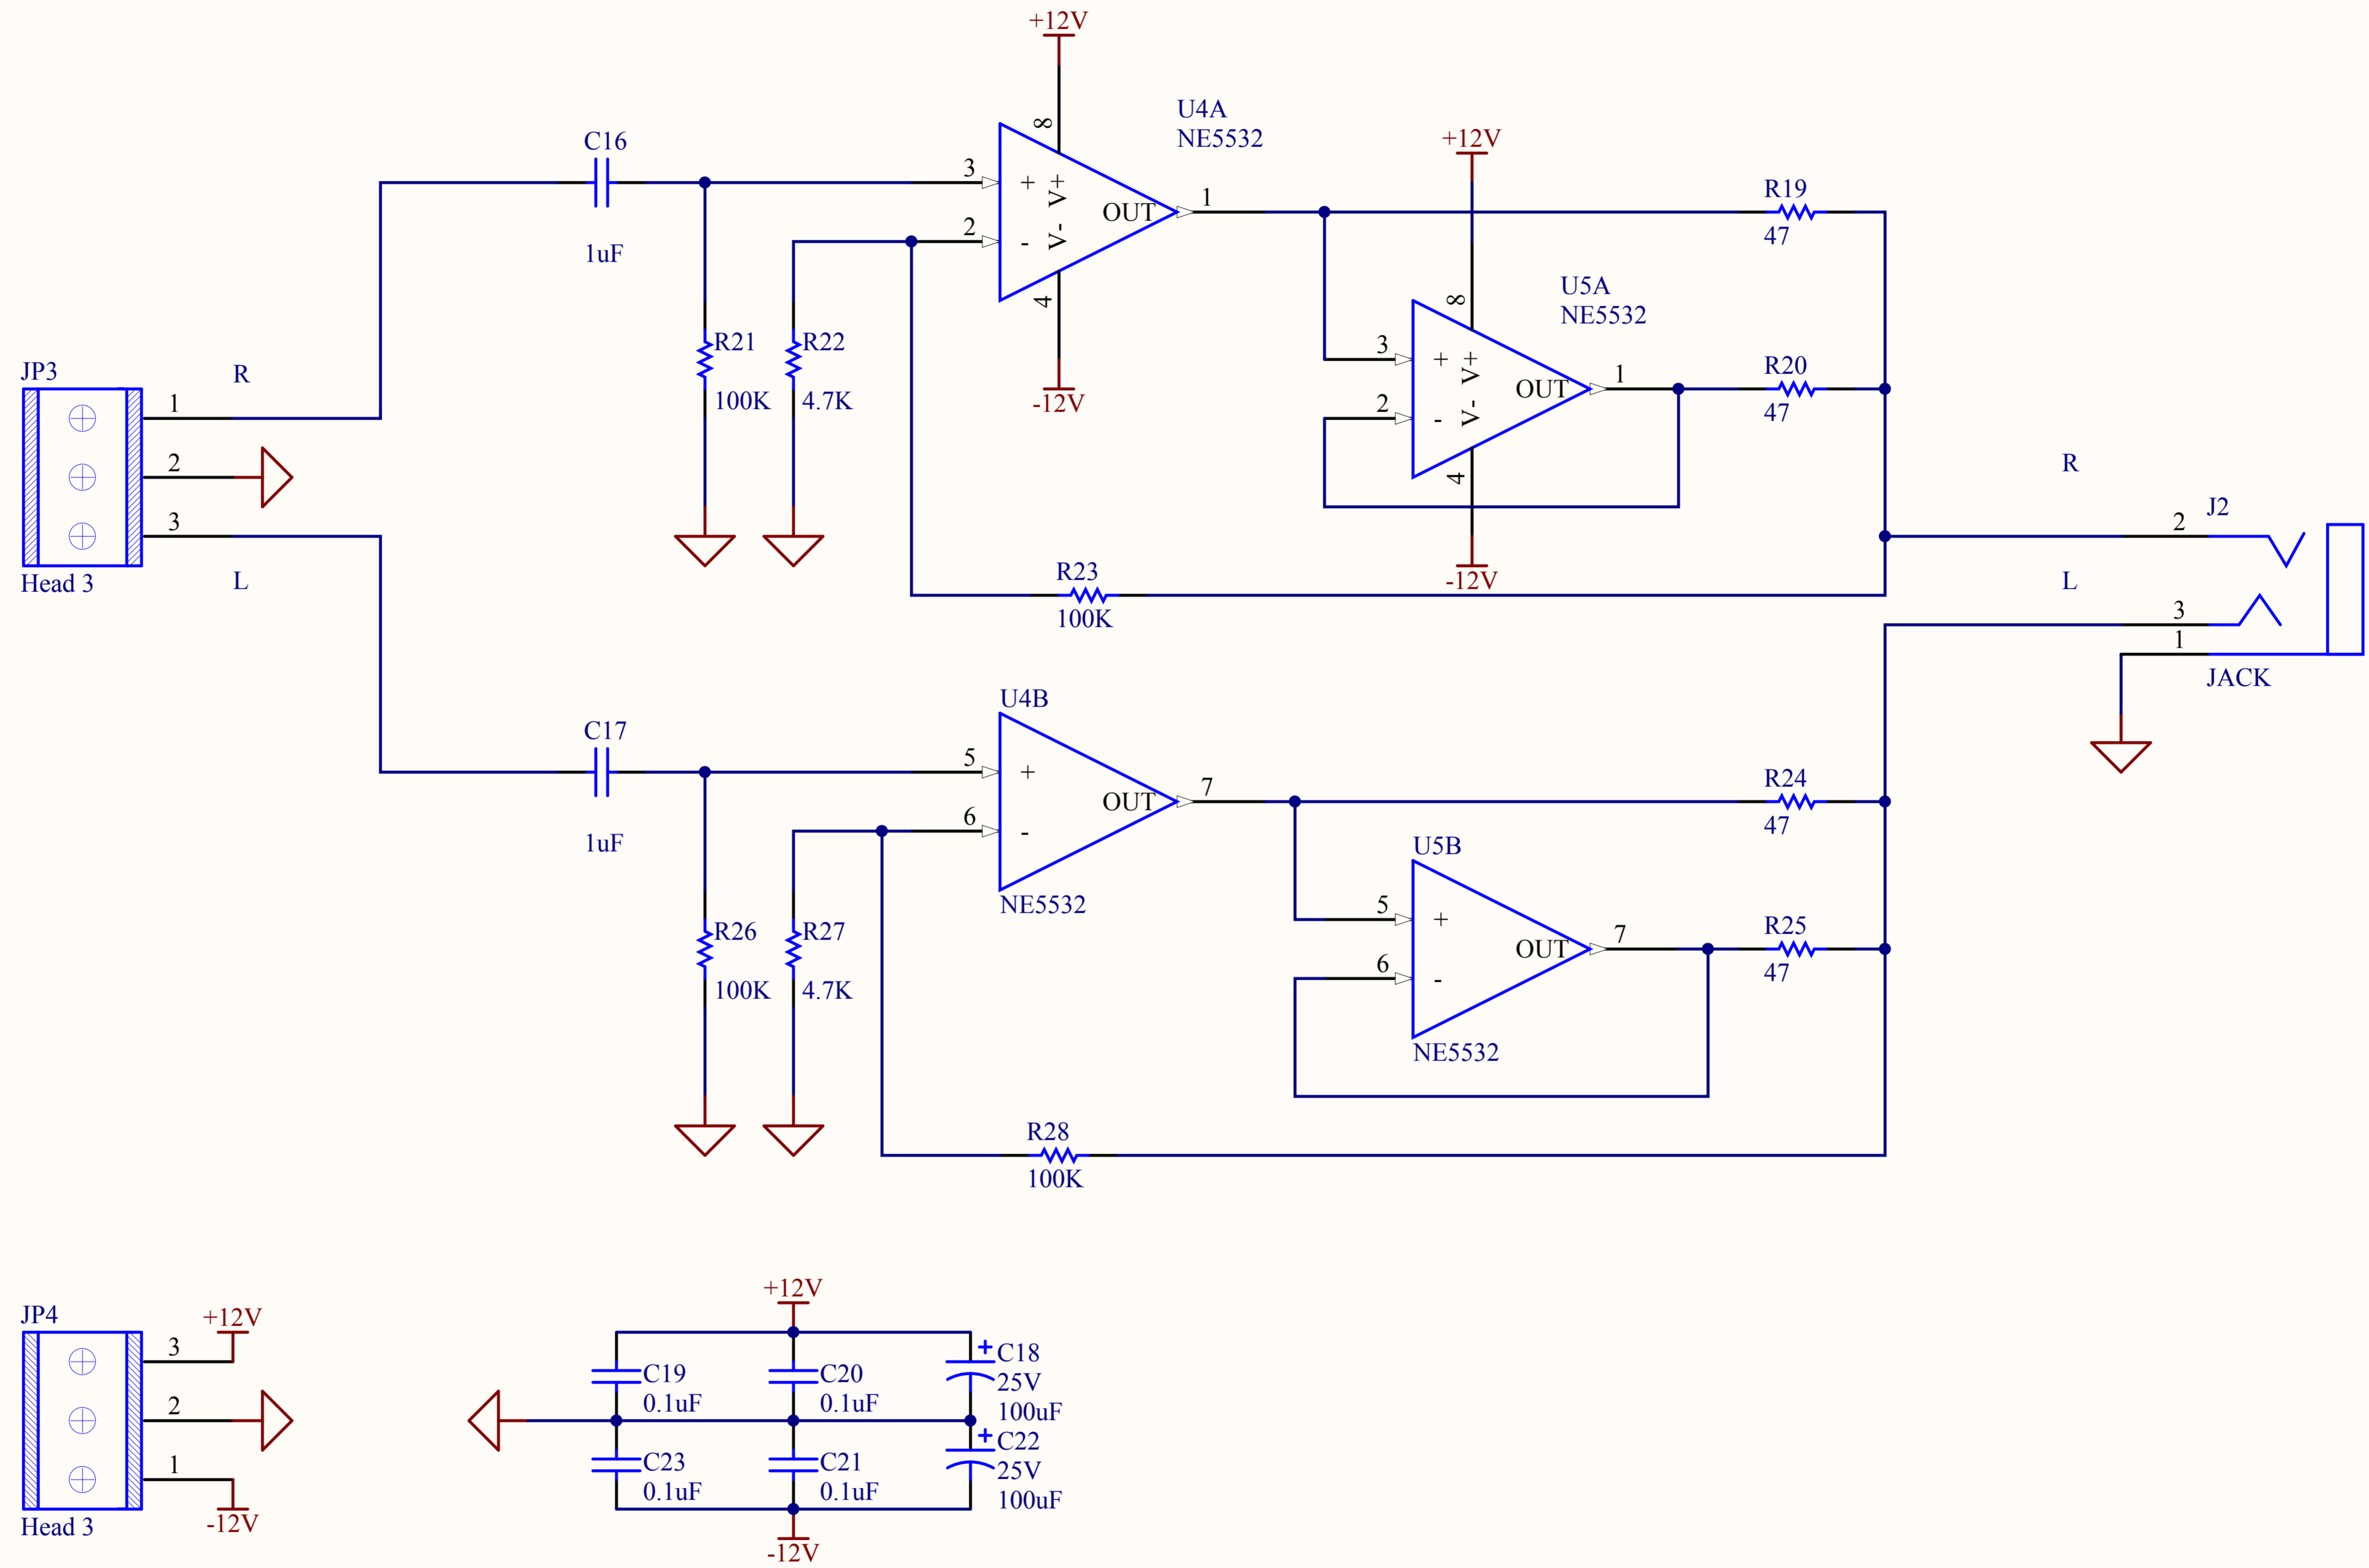 +12V
U4A
NE5532
C16
1uF
8
3
+
V+
2
-
V-
OUT
1
4
-12V
+12V
R19
47
U5A
NE5532
8
3
+
V+
2
-
V-
OUT
1
4
-12V
R20
47
R21
100K
R22
4.7K
R23
100K
JP3
1
R
2
3
L
Head 3
R
J2
2
L
3
1
JACK
U4B
C17
1uF
5
+
6
-
OUT
7
NE5532
R24
47
U5B
5
+
6
-
OUT
7
NE5532
R25
47
R26
100K
R27
4.7K
R28
100K
JP4
+12V
3
2
1
-12V
Head 3
+12V
C19
0.1uF
C20
0.1uF
+
C18
25V
100uF
C23
0.1uF
C21
0.1uF
+
C22
25V
100uF
-12V